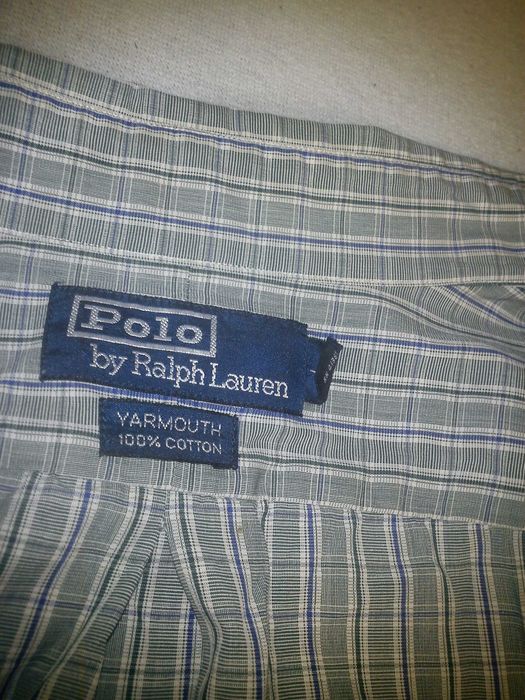 Polo
by Ralph Lauren
YARMOUTH
100% COTTON